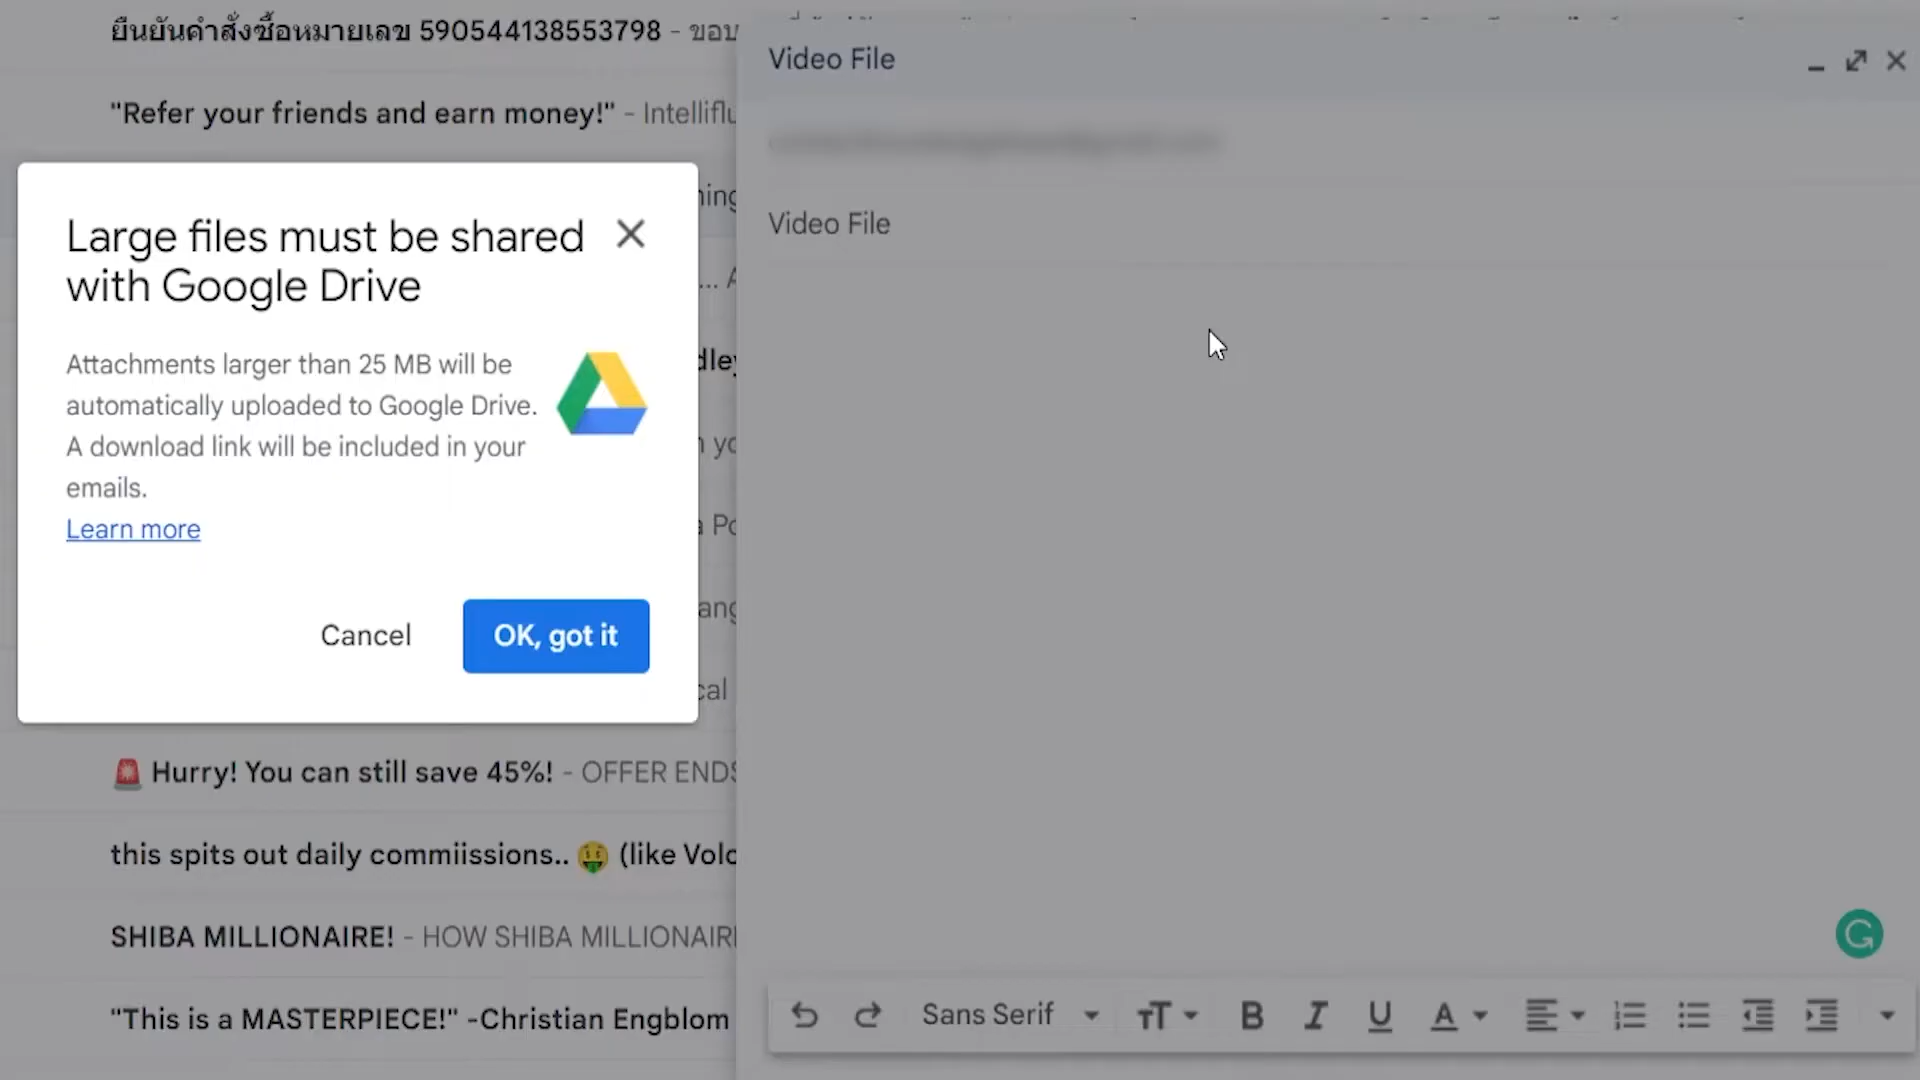 ยืนยันคำสั่งซื้อหมายเลข 590544138553798 - ขอบ
"Refer your friends and earn money!" - Intelliflu
Large files must be shared
with Google Drive
Attachments larger than 25 MB will be
automatically uploaded to Google Drive.
A download link will be included in your
emails.
Learn more
Cancel
OK, got it
🚨 Hurry! You can still save 45%! - OFFER ENDS
this spits out daily commiissions.. 🤑 (like Volc
SHIBA MILLIONAIRE! - HOW SHIBA MILLIONAIRE
"This is a MASTERPIECE!" -Christian Engblom
Video File
Video File
Sans Serif